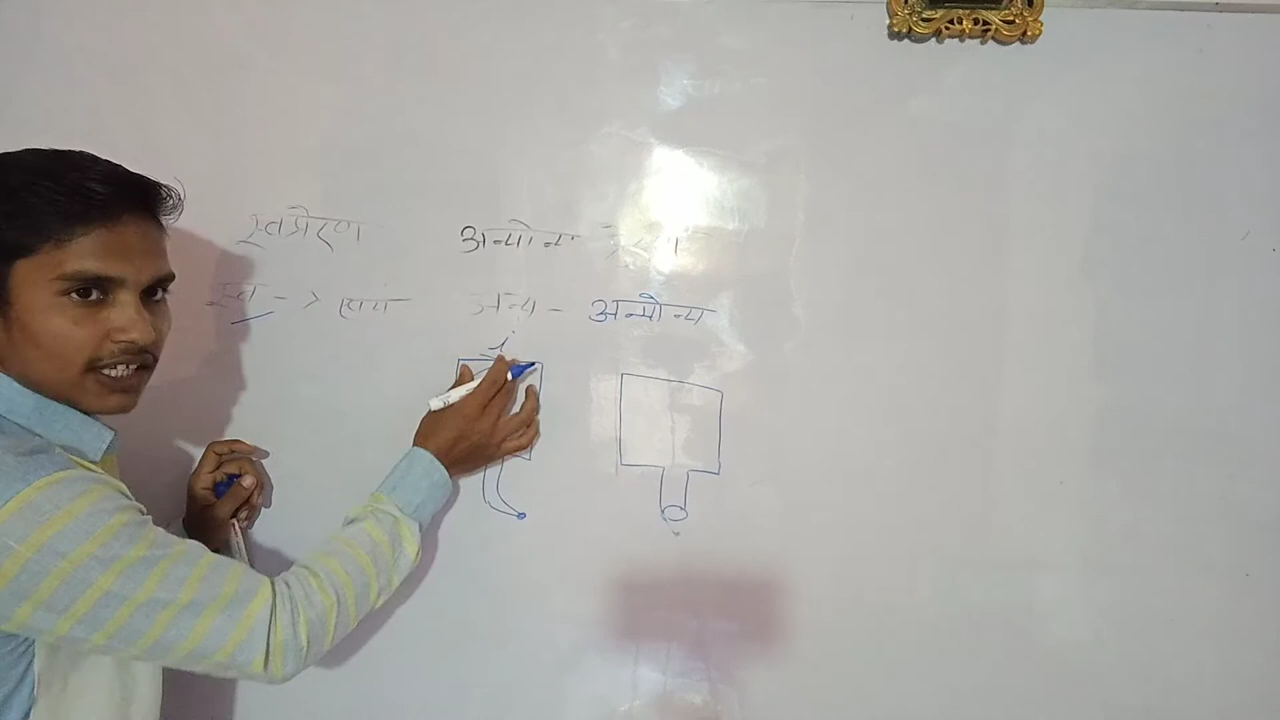 स्वप्रेरण अन्योन्य
स्व -> स्वयं अन्य - अन्योन्य
i